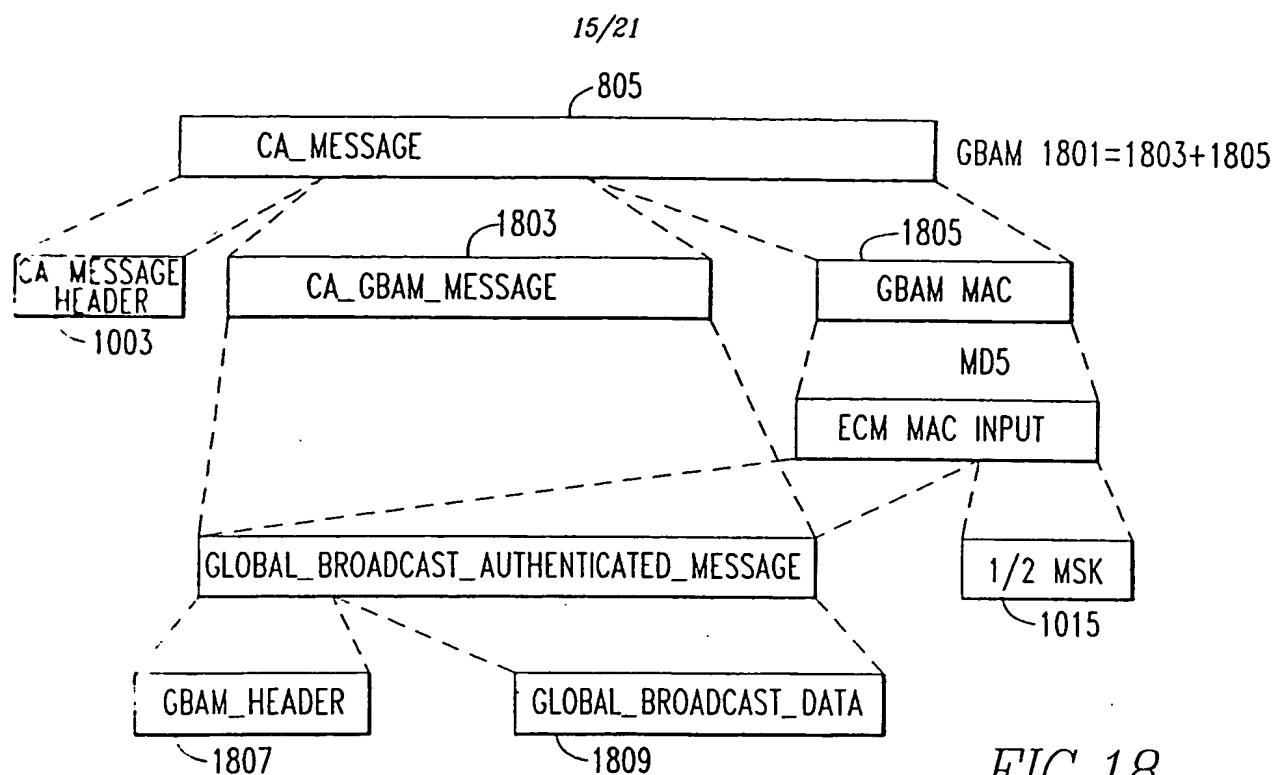 15/21
805
CA_MESSAGE
GBAM 1801=1803+1805
1803
1805
CA MESSAGE
HEADER
CA_GBAM_MESSAGE
GBAM MAC
1003
MD5
ECM MAC INPUT
GLOBAL_BROADCAST_AUTHENTICATED_MESSAGE
1/2 MSK
1015
GBAM_HEADER
GLOBAL_BROADCAST_DATA
1807
1809
FIG. 18